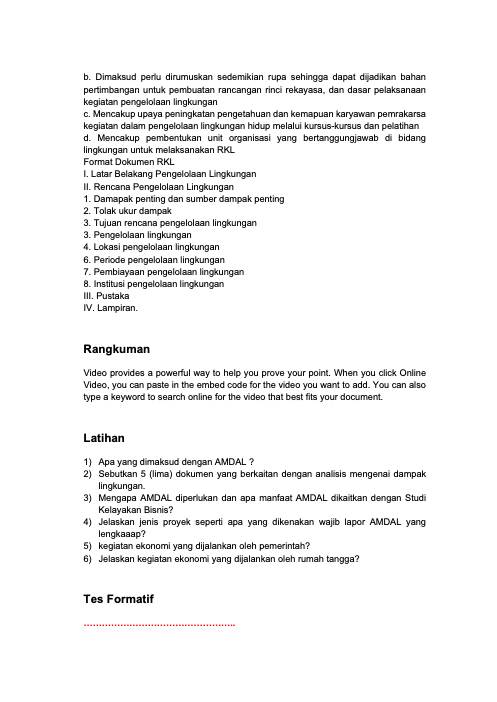 b. Dimaksud perlu dirumuskan sedemikian rupa sehingga dapat dijadikan bahan
pertimbangan untuk pembuatan rancangan rinci rekayasa, dan dasar pelaksanaan
kegiatan pengelolaan lingkungan
c. Mencakup upaya peningkatan pengetahuan dan kemapuan karyawan pemrakarsa
kegiatan dalam pengelolaan lingkungan hidup melalui kursus-kursus dan pelatihan
d. Mencakup pembentukan unit organisasi yang bertanggungjawab di bidang
lingkungan untuk melaksanakan RKL
Format Dokumen RKL
I. Latar Belakang Pengelolaan Lingkungan
II. Rencana Pengelolaan Lingkungan
1. Damapak penting dan sumber dampak penting
2. Tolak ukur dampak
3. Tujuan rencana pengelolaan lingkungan
3. Pengelolaan lingkungan
4. Lokasi pengelolaan lingkungan
6. Periode pengelolaan lingkungan
7. Pembiayaan pengelolaan lingkungan
8. Institusi pengelolaan lingkungan
III. Pustaka
IV. Lampiran.
Rangkuman
Video provides a powerful way to help you prove your point. When you click Online
Video, you can paste in the embed code for the video you want to add. You can also
type a keyword to search online for the video that best fits your document.
Latihan
1) Apa yang dimaksud dengan AMDAL ?
2) Sebutkan 5 (lima) dokumen yang berkaitan dengan analisis mengenai dampak
lingkungan.
3) Mengapa AMDAL diperlukan dan apa manfaat AMDAL dikaitkan dengan Studi
Kelayakan Bisnis?
4) Jelaskan jenis proyek seperti apa yang dikenakan wajib lapor AMDAL yang
lengkaaap?
5) kegiatan ekonomi yang dijalankan oleh pemerintah?
6) Jelaskan kegiatan ekonomi yang dijalankan oleh rumah tangga?
Tes Formatif
…………………………………………..